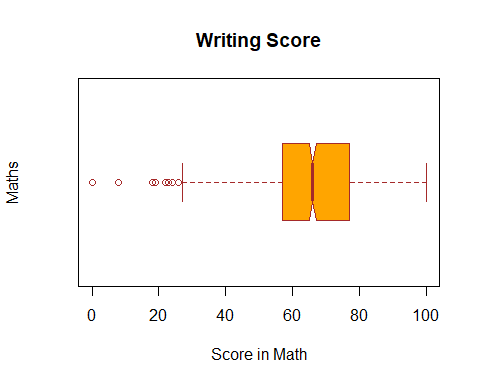 Writing Score
Maths
0 20 40 60 80 100
Score in Math